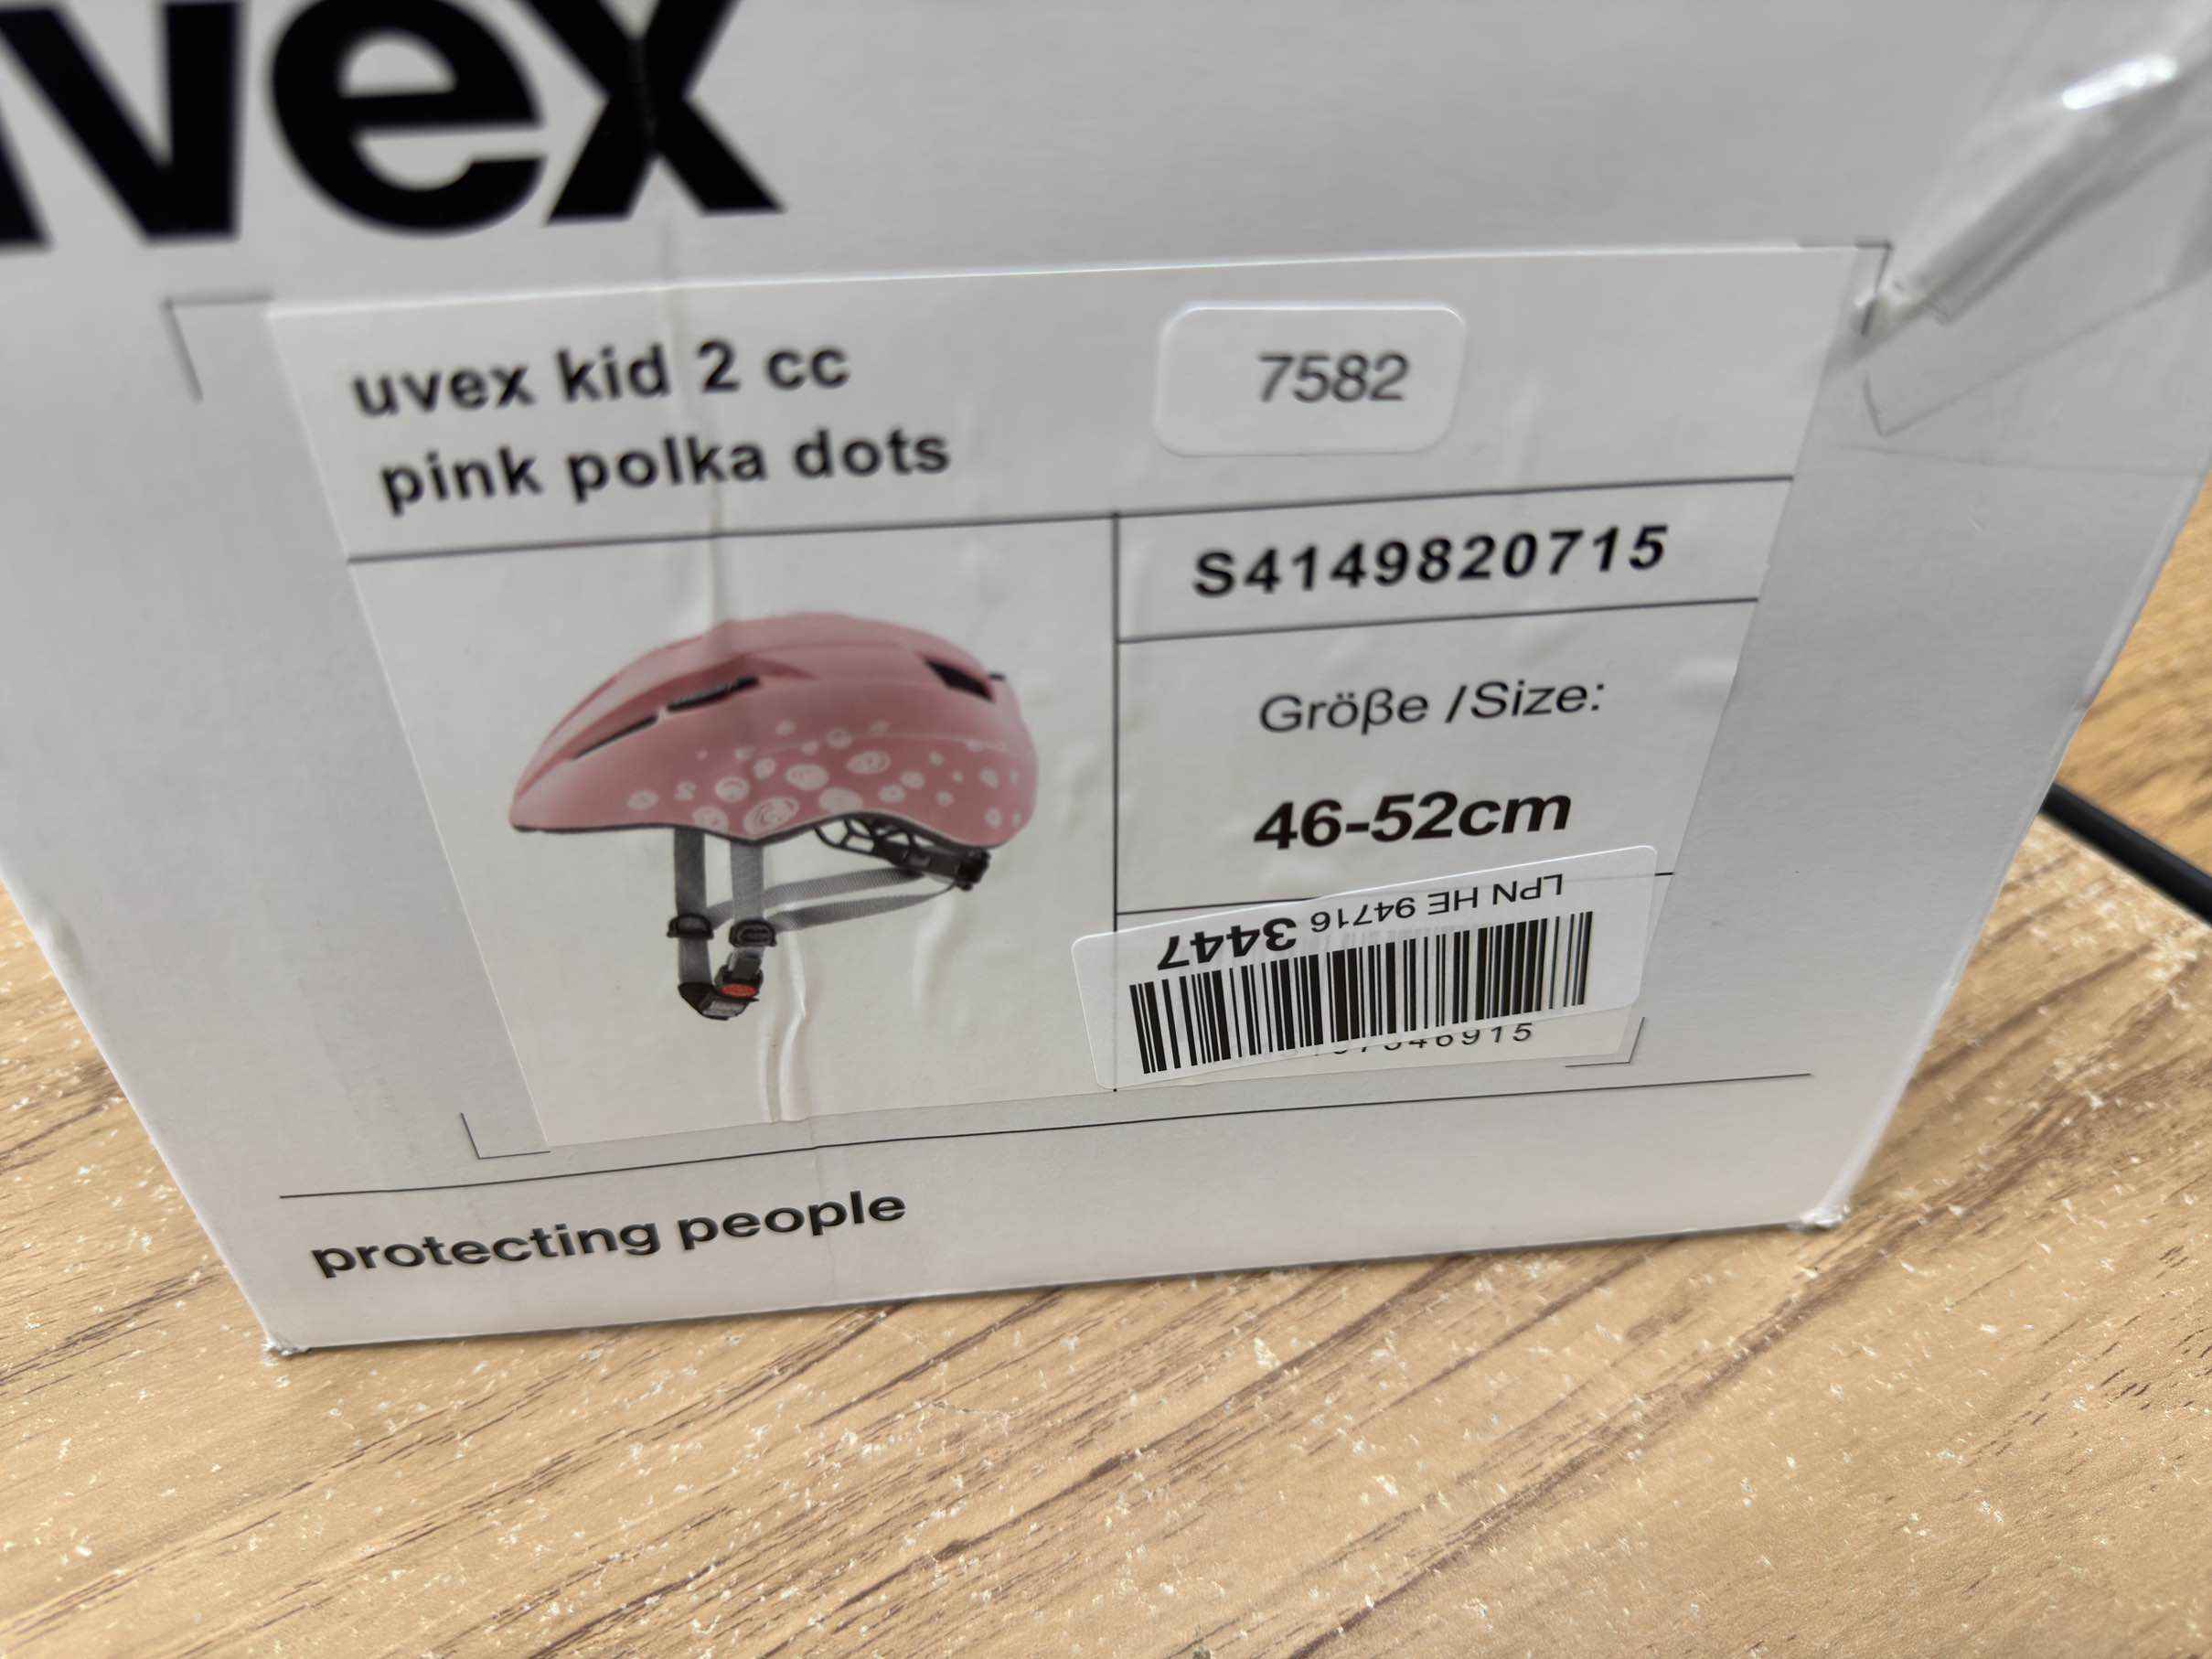 uvex
uvex kid 2 cc
pink polka dots
7582
S4149820715
Größe /Size:
46-52cm
LPN HE 94716 3447
46915
protecting people